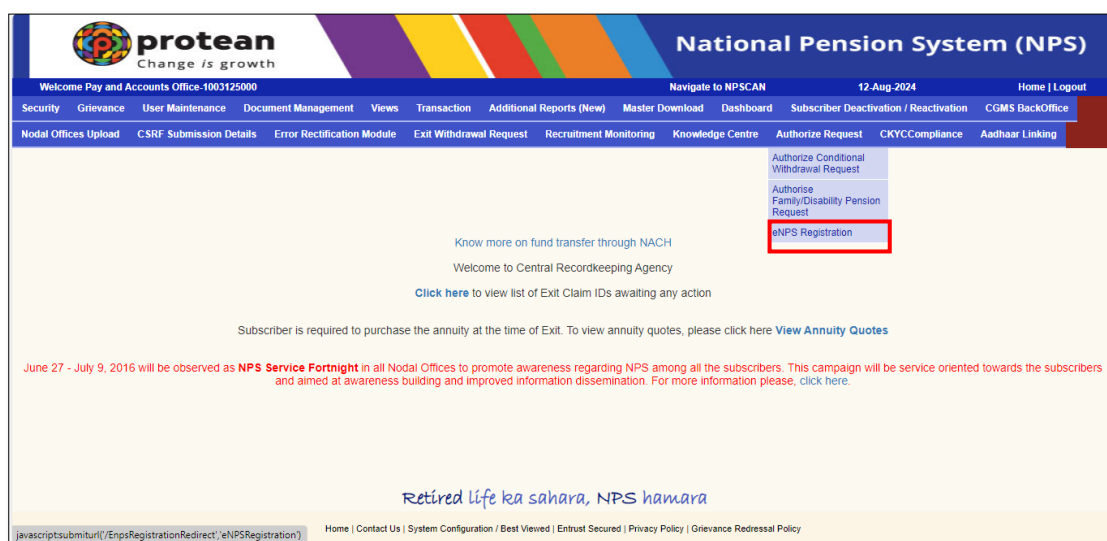 protean
Change is growth
National Pension System (NPS)
Welcome Pay and Accounts Office-1003125000
Navigate to NPSCAN
12-Aug-2024
Home | Logout
Security Grievance User Maintenance Document Management Views Transaction Additional Reports (New) Master Download Dashboard Subscriber Deactivation / Reactivation CGMS BackOffice
Nodal Offices Upload CSRF Submission Details Error Rectification Module Exit Withdrawal Request Recruitment Monitoring Knowledge Centre Authorize Request CKYCCompliance Aadhaar Linking
Authorize Conditional
Withdrawal Request
Authorise
Family/Disability Pension
Request
eNPS Registration
Know more on fund transfer through NACH
Welcome to Central Recordkeeping Agency
Click here to view list of Exit Claim IDs awaiting any action
Subscriber is required to purchase the annuity at the time of Exit. To view annuity quotes, please click here View Annuity Quotes
June 27 - July 9, 2016 will be observed as NPS Service Fortnight in all Nodal Offices to promote awareness regarding NPS among all the subscribers. This campaign will be service oriented towards the subscribers
and aimed at awareness building and improved information dissemination. For more information please, click here.
Retired life ka sahara, NPS hamara
Home | Contact Us | System Configuration / Best Viewed | Entrust Secured | Privacy Policy | Grievance Redressal Policy
javascript:submiturl('/EnpsRegistrationRedirect','eNPSRegistration')